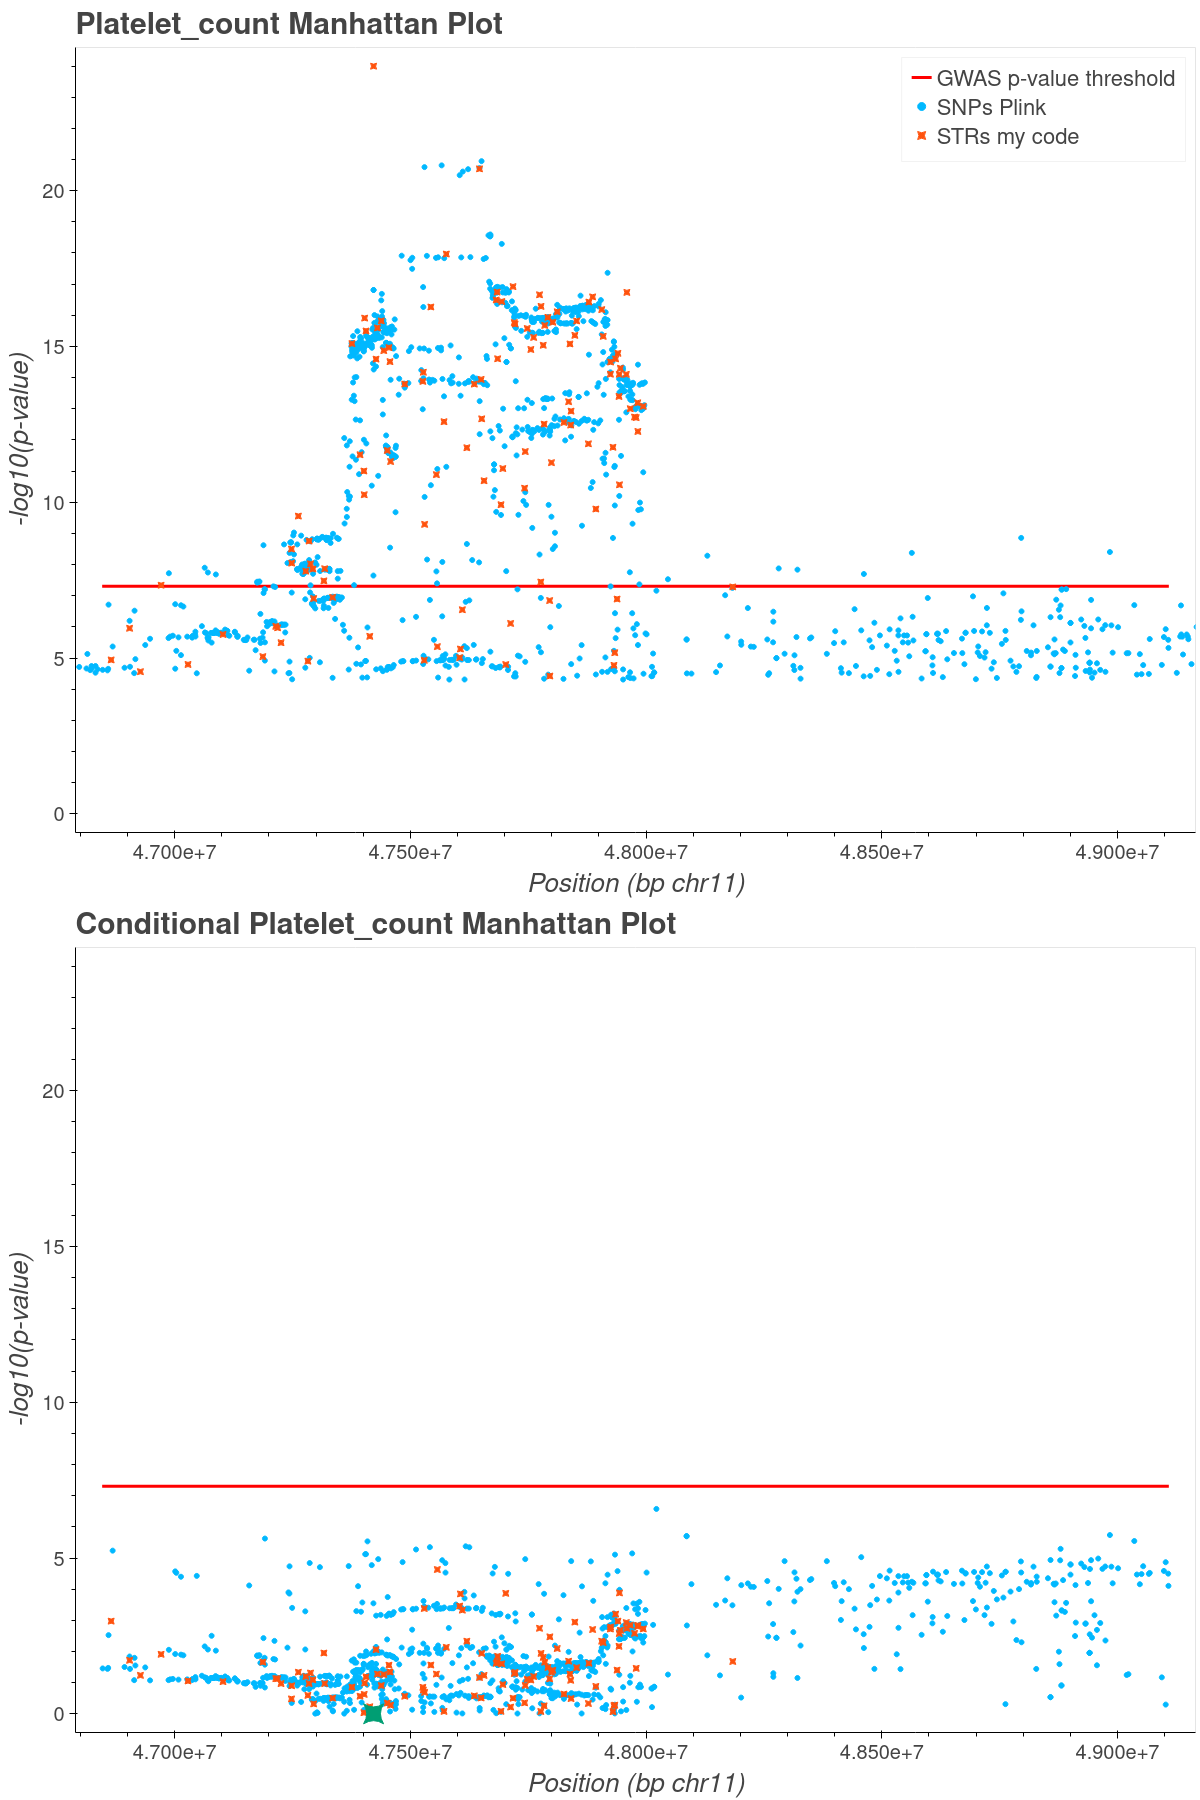 Platelet_count Manhattan Plot
GWAS p-value threshold
SNPs Plink
STRs my code
-log10(p-value)
20
15
10
5
0
4.700e+7 4.750e+7 4.800e+7 4.850e+7 4.900e+7
Position (bp chr11)
Conditional Platelet_count Manhattan Plot
-log10(p-value)
20
15
10
5
0
4.700e+7 4.750e+7 4.800e+7 4.850e+7 4.900e+7
Position (bp chr11)